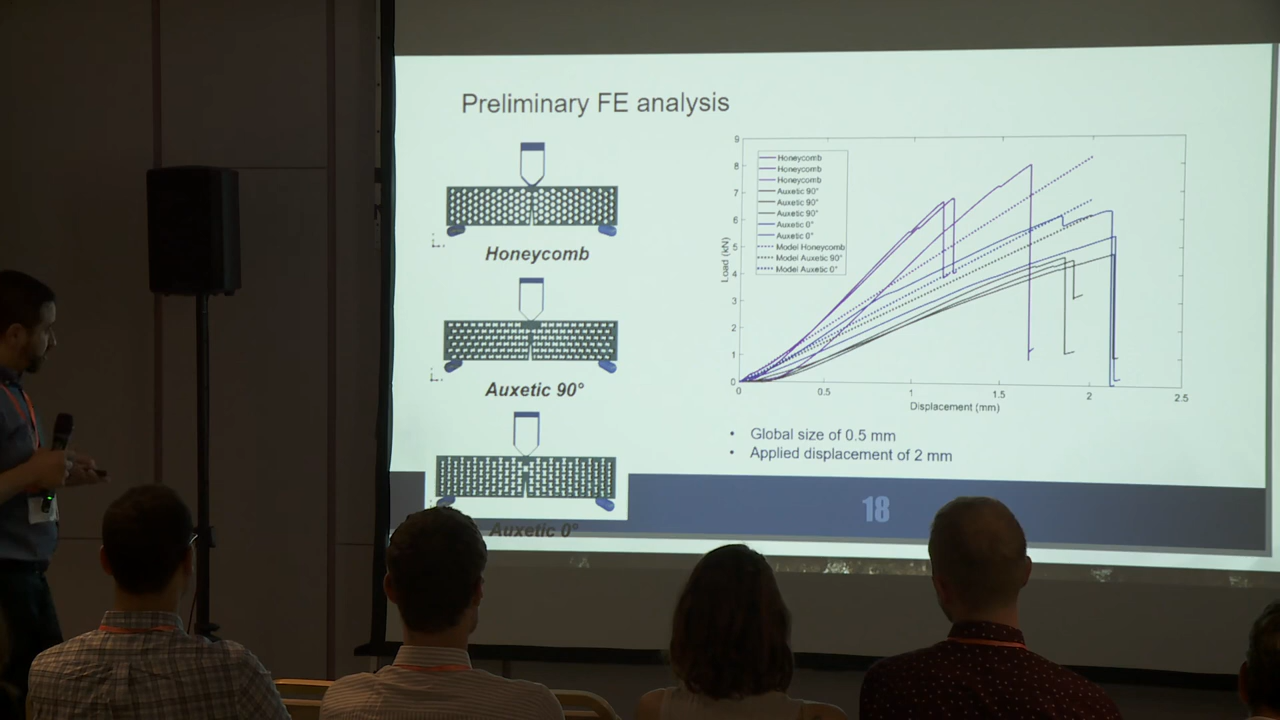 Preliminary FE analysis
Honeycomb
Auxetic 90°
Auxetic 0°
9
8
7
6
5
4
3
2
1
0
Load (kN)
Honeycomb
Honeycomb
Honeycomb
Auxetic 90°
Auxetic 90°
Auxetic 90°
Auxetic 0°
Auxetic 0°
Model Honeycomb
Model Auxetic 90°
Model Auxetic 0°
0 0.5 1 1.5 2 2.5
Displacement (mm)
• Global size of 0.5 mm
• Applied displacement of 2 mm
18